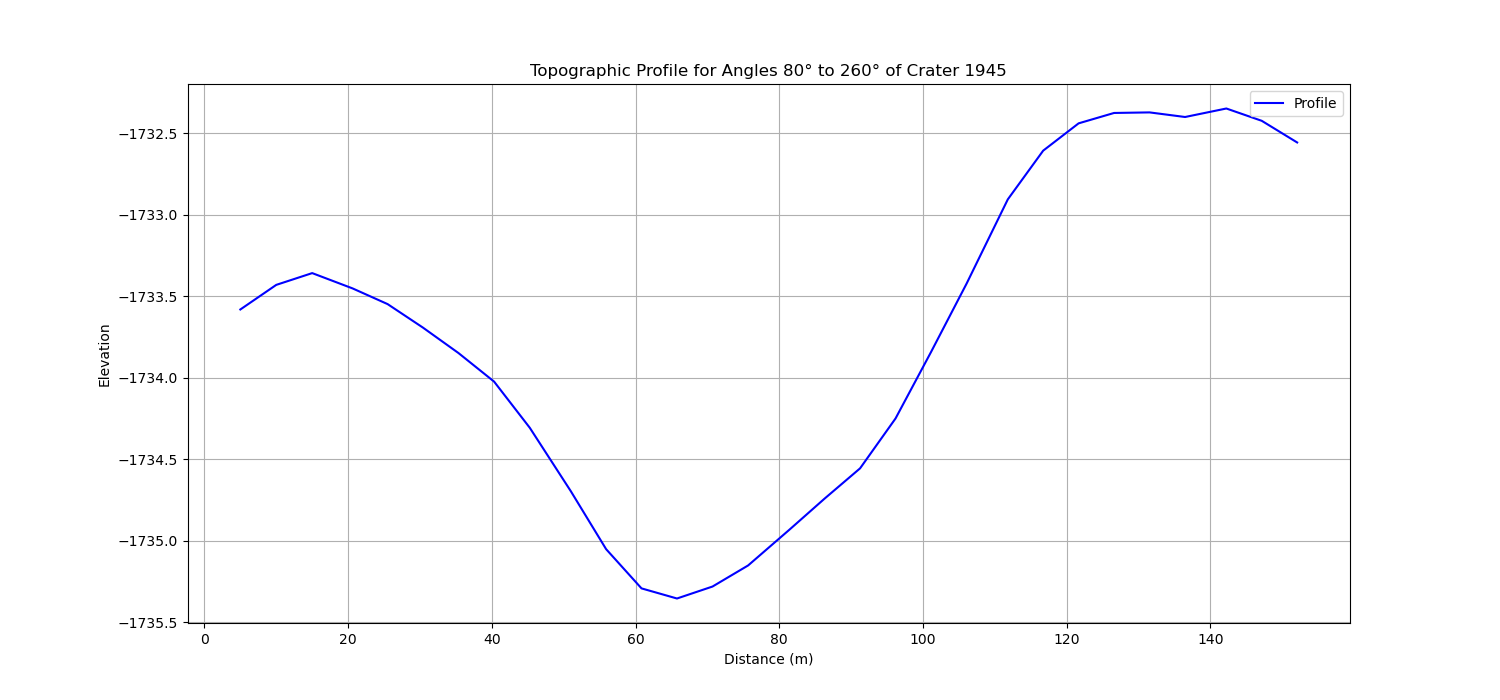 Topographic Profile for Angles 80° to 260° of Crater 1945
Profile
Elevation
−1732.5
−1733.0
−1733.5
−1734.0
−1734.5
−1735.0
−1735.5
0 20 40 60 80 100 120 140
Distance (m)